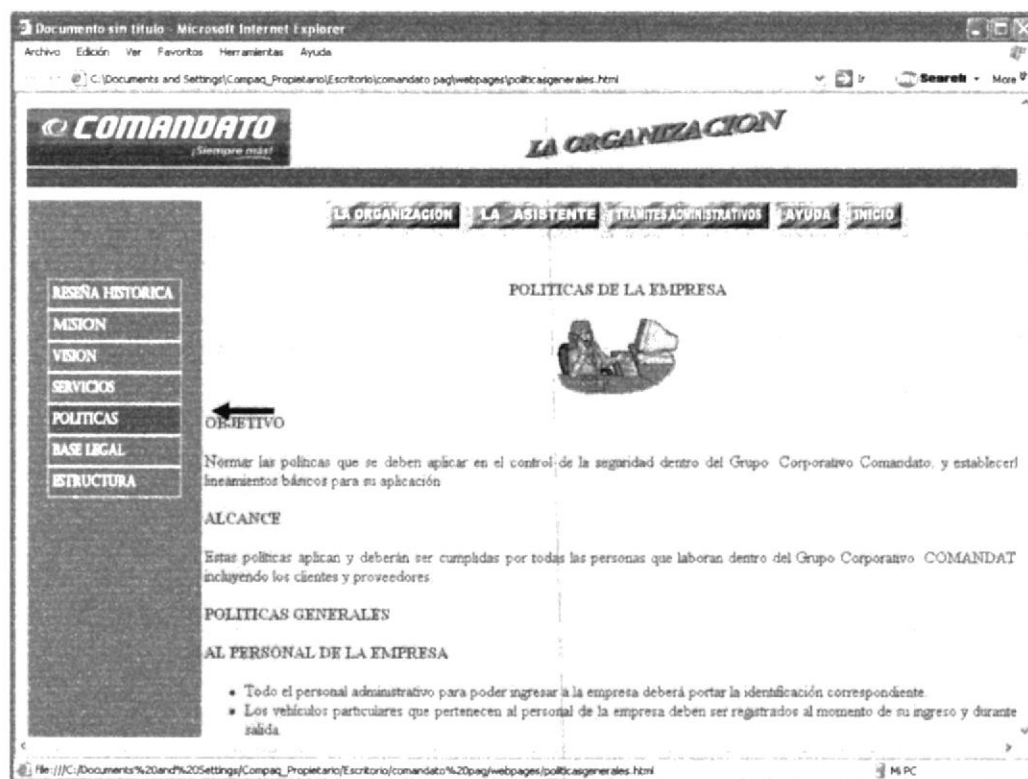 Documento sin título - Microsoft Internet Explorer
Archivo Edición Ver Favoritos Herramientas Ayuda
C:\Documents and Settings\Compaq_Propietario\Escritorio\comandato pag\webpages\politicasgenerales.html Ir Search More
COMANDATO
¡Siempre más!
LA ORGANIZACION
LA ORGANIZACIÓN LA ASISTENTE TRAMITES ADMINISTRATIVOS AYUDA INICIO
RESEÑA HISTORICA
MISION
VISION
SERVICIOS
POLITICAS
BASE LEGAL
ESTRUCTURA
POLITICAS DE LA EMPRESA
OBJETIVO
Normar las políticas que se deben aplicar en el control de la seguridad dentro del Grupo Corporativo Comandato, y establecerl
lineamientos básicos para su aplicación
ALCANCE
Estas políticas aplican y deberán ser cumplidas por todas las personas que laboran dentro del Grupo Corporativo COMANDAT
incluyendo los clientes y proveedores.
POLITICAS GENERALES
AL PERSONAL DE LA EMPRESA
• Todo el personal administrativo para poder ingresar a la empresa deberá portar la identificación correspondiente.
• Los vehículos particulares que pertenecen al personal de la empresa deben ser registrados al momento de su ingreso y durante
salida.
file:///C:/Documents%20and%20Settings/Compaq_Propietario/Escritorio/comandato%20pag/webpages/politicasgenerales.html Mi PC